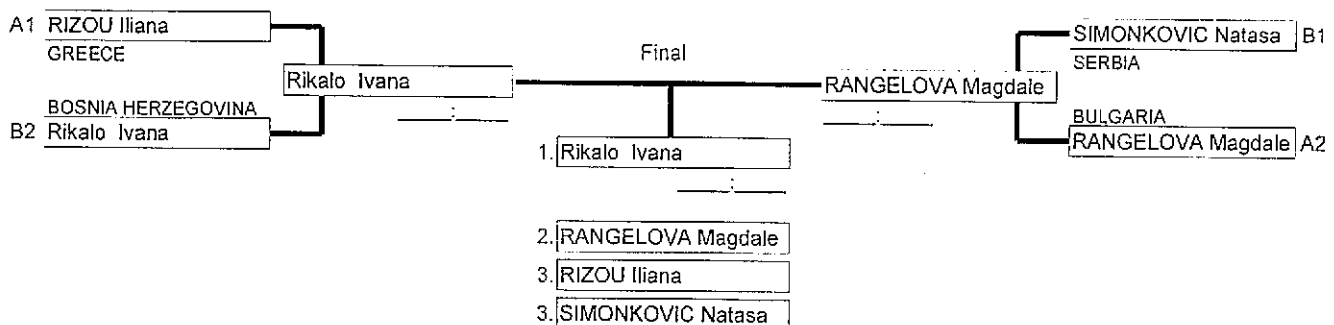 A1 RIZOU Iliana
GREECE
Rikalo Ivana
BOSNIA HERZEGOVINA
B2 Rikalo Ivana
Final
SIMONKOVIC Natasa B1
SERBIA
RANGELOVA Magdale
BULGARIA
RANGELOVA Magdale A2
:
:
1. Rikalo Ivana
:
2. RANGELOVA Magdale
3. RIZOU Iliana
3. SIMONKOVIC Natasa